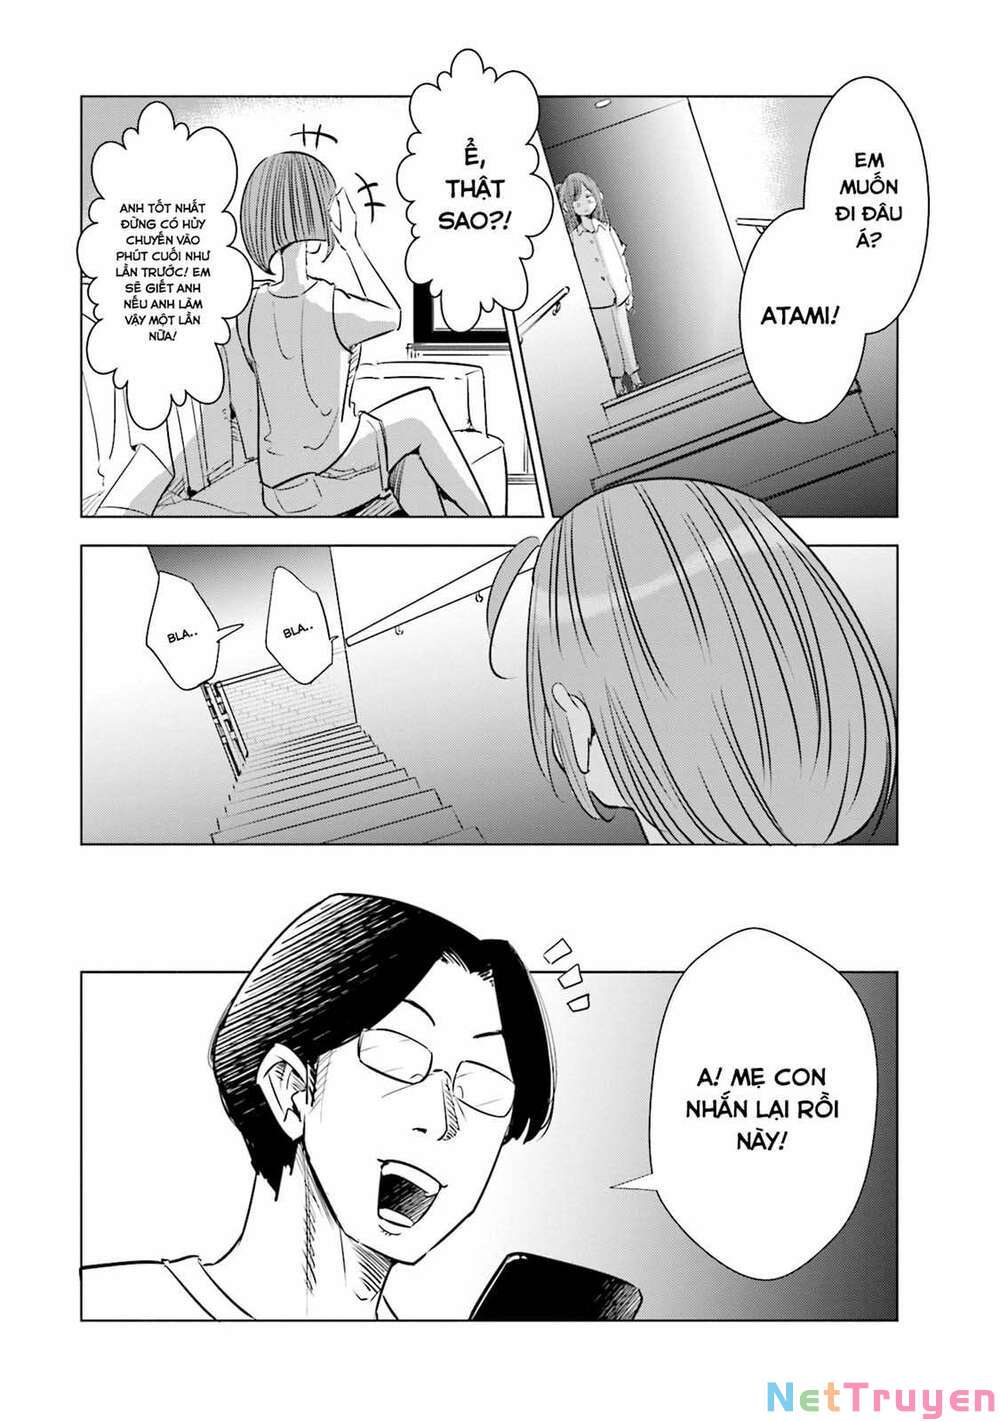 EM
MUỐN
ĐI ĐÂU
Á?
ATAMI!
Ể,
THẬT
SAO?!
ANH TỐT NHẤT
ĐỪNG CÓ HỦY
CHUYẾN VÀO
PHÚT CUỐI NHƯ
LẦN TRƯỚC! EM
SẼ GIẾT ANH
NẾU ANH LÀM
VẬY MỘT LẦN
NỮA!
BLA..
BLA..
A! MẸ CON
NHẮN LẠI RỒI
NÀY!
NetTruyen